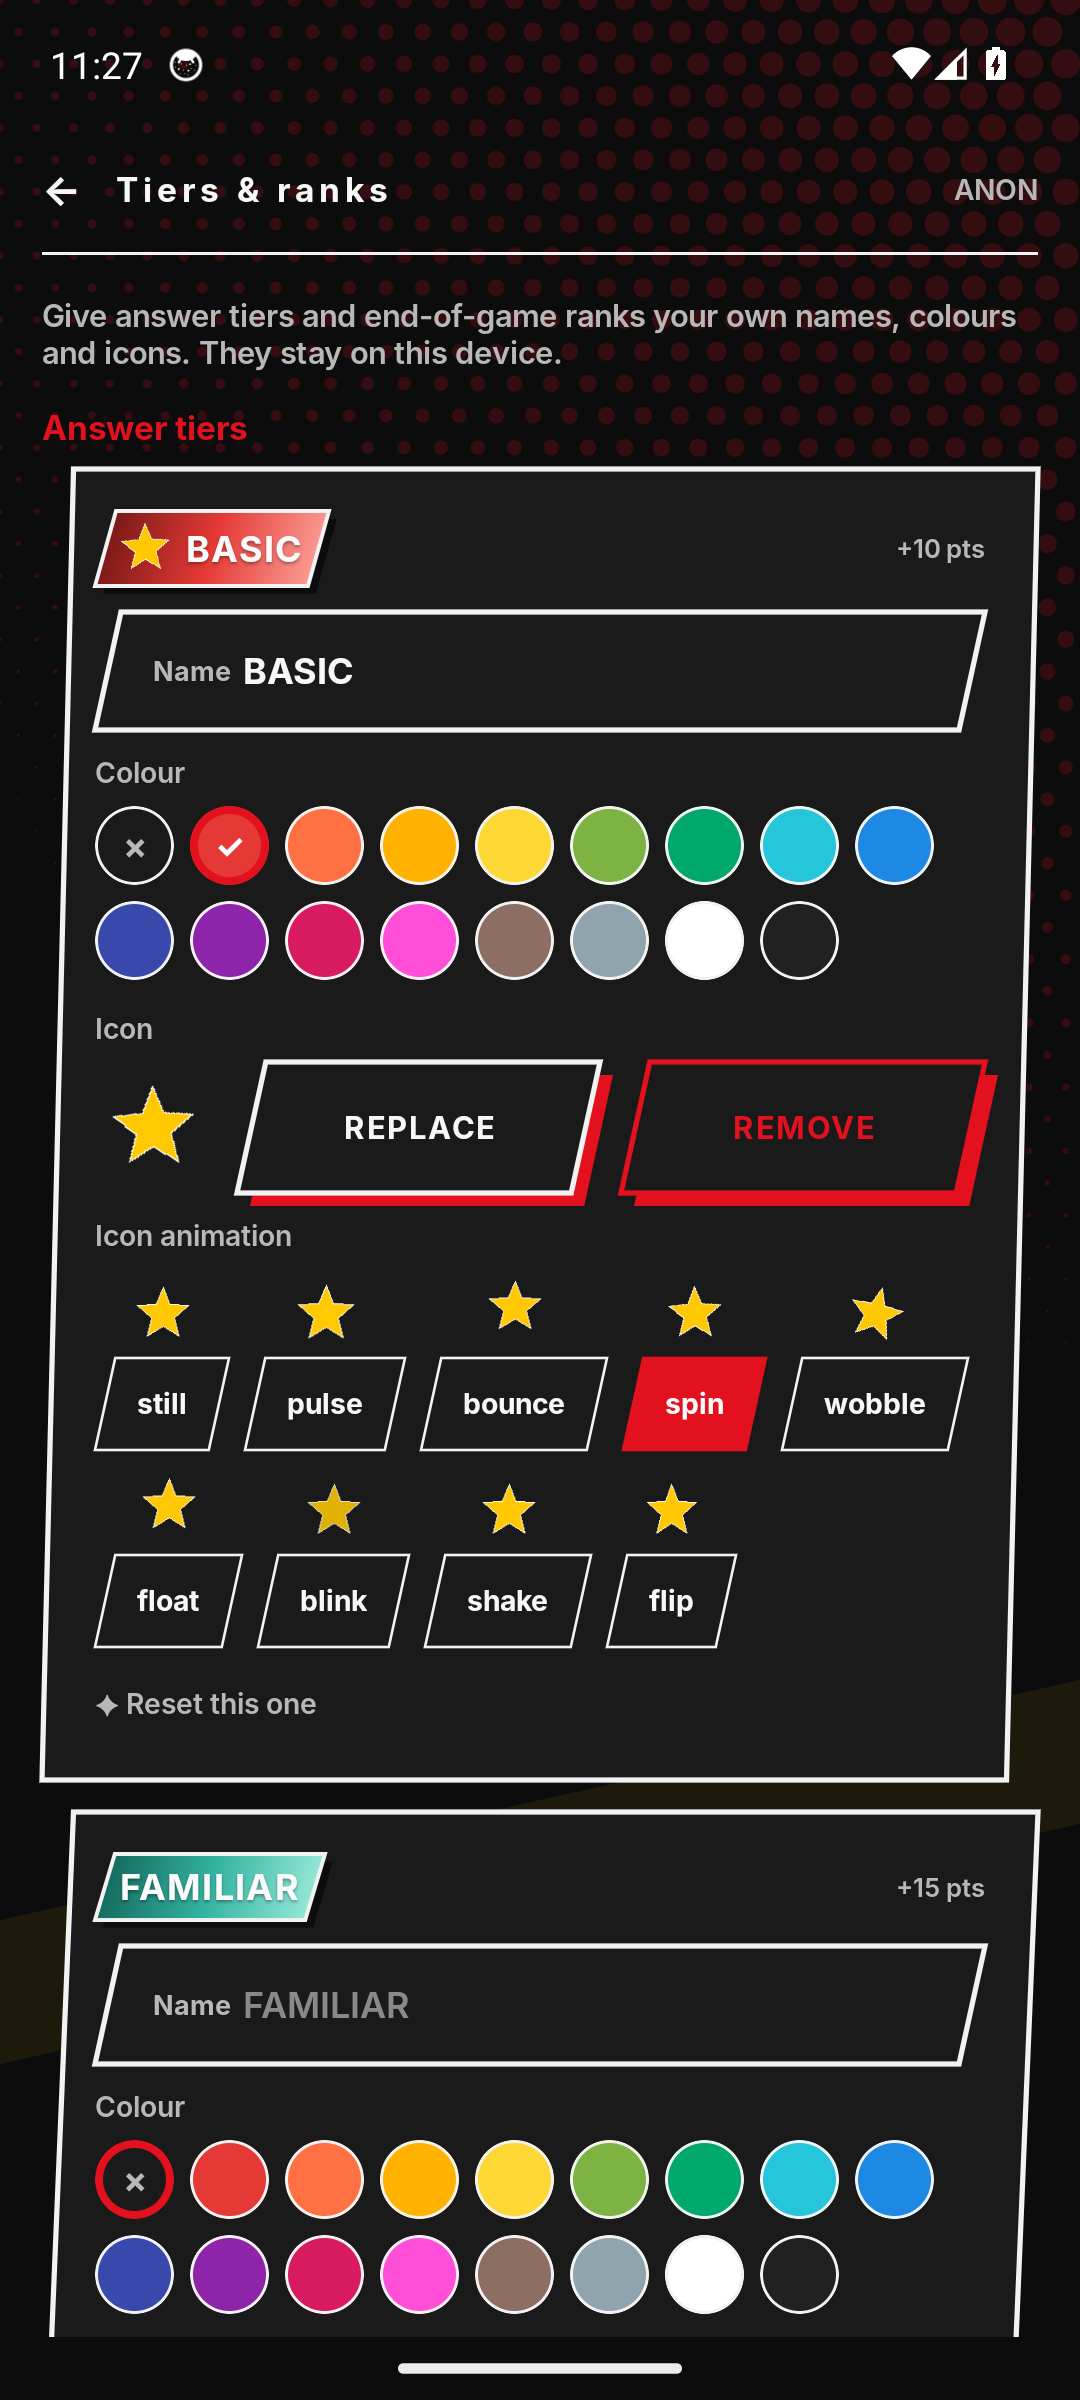 11:27
Tiers & ranks
ANON
Give answer tiers and end-of-game ranks your own names, colours
and icons. They stay on this device.
Answer tiers
BASIC
+10 pts
Name BASIC
Colour
Icon
REPLACE
REMOVE
Icon animation
still
pulse
bounce
spin
wobble
float
blink
shake
flip
Reset this one
FAMILIAR
+15 pts
Name FAMILIAR
Colour